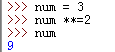 >>> num = 3
>>> num **=2
>>> num
9